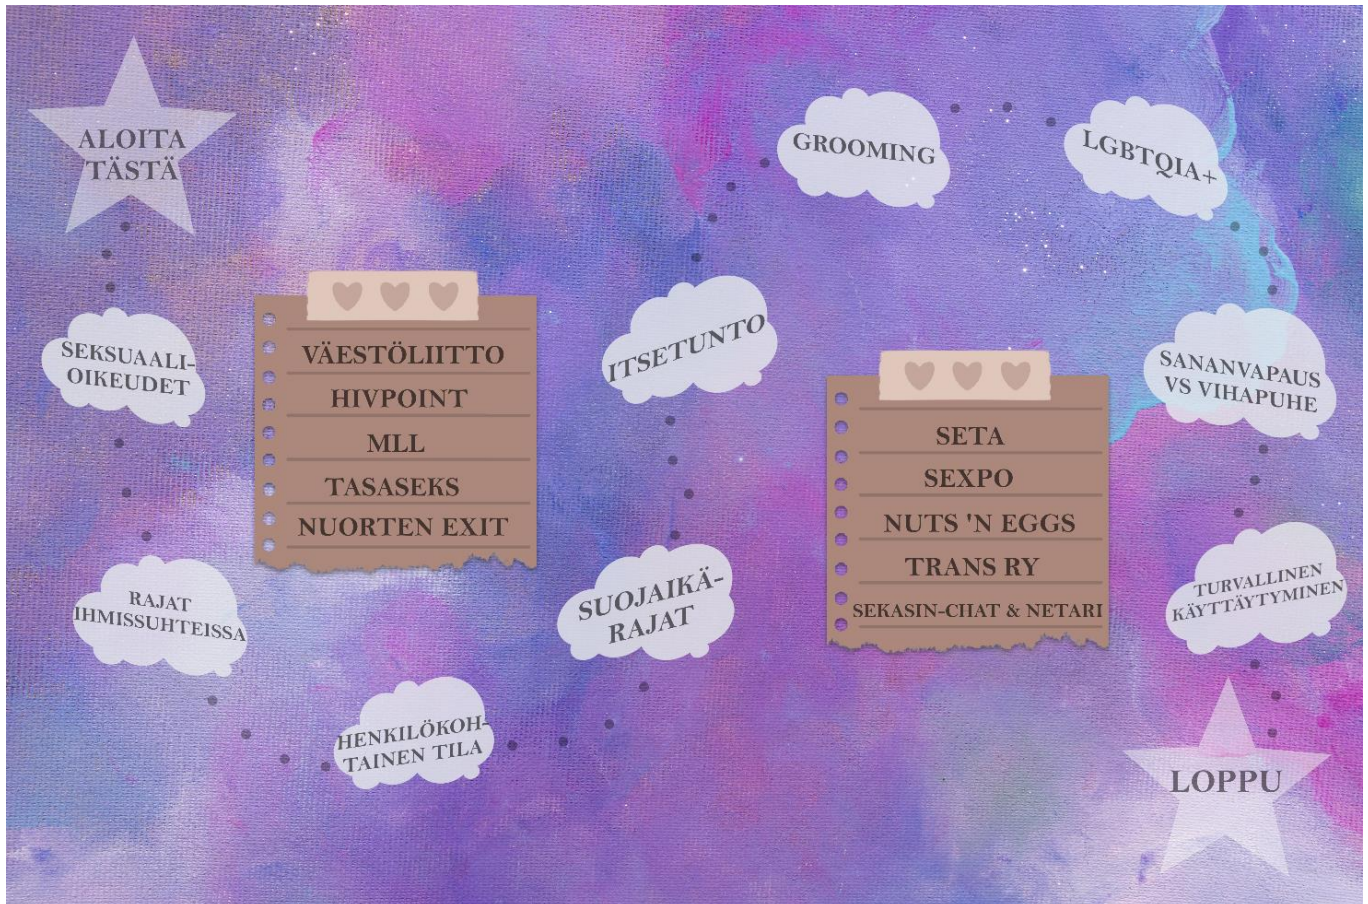 ALOITA
TÄSTÄ
SEKSUAALI-
OIKEUDET
RAJAT
IHMISSUHTEISSA
HENKILÖKOH-
TAINEN TILA
SUOJAIKÄ-
RAJAT
ITSETUNTO
GROOMING
LGBTQIA+
SANANVAPAUS
VS VIHAPUHE
TURVALLINEN
KÄYTTÄYTYMINEN
LOPPU
VÄESTÖLIITTO
HIVPOINT
MLL
TASASEKS
NUORTEN EXIT
SETA
SEXPO
NUTS 'N EGGS
TRANS RY
SEKASIN-CHAT & NETARI